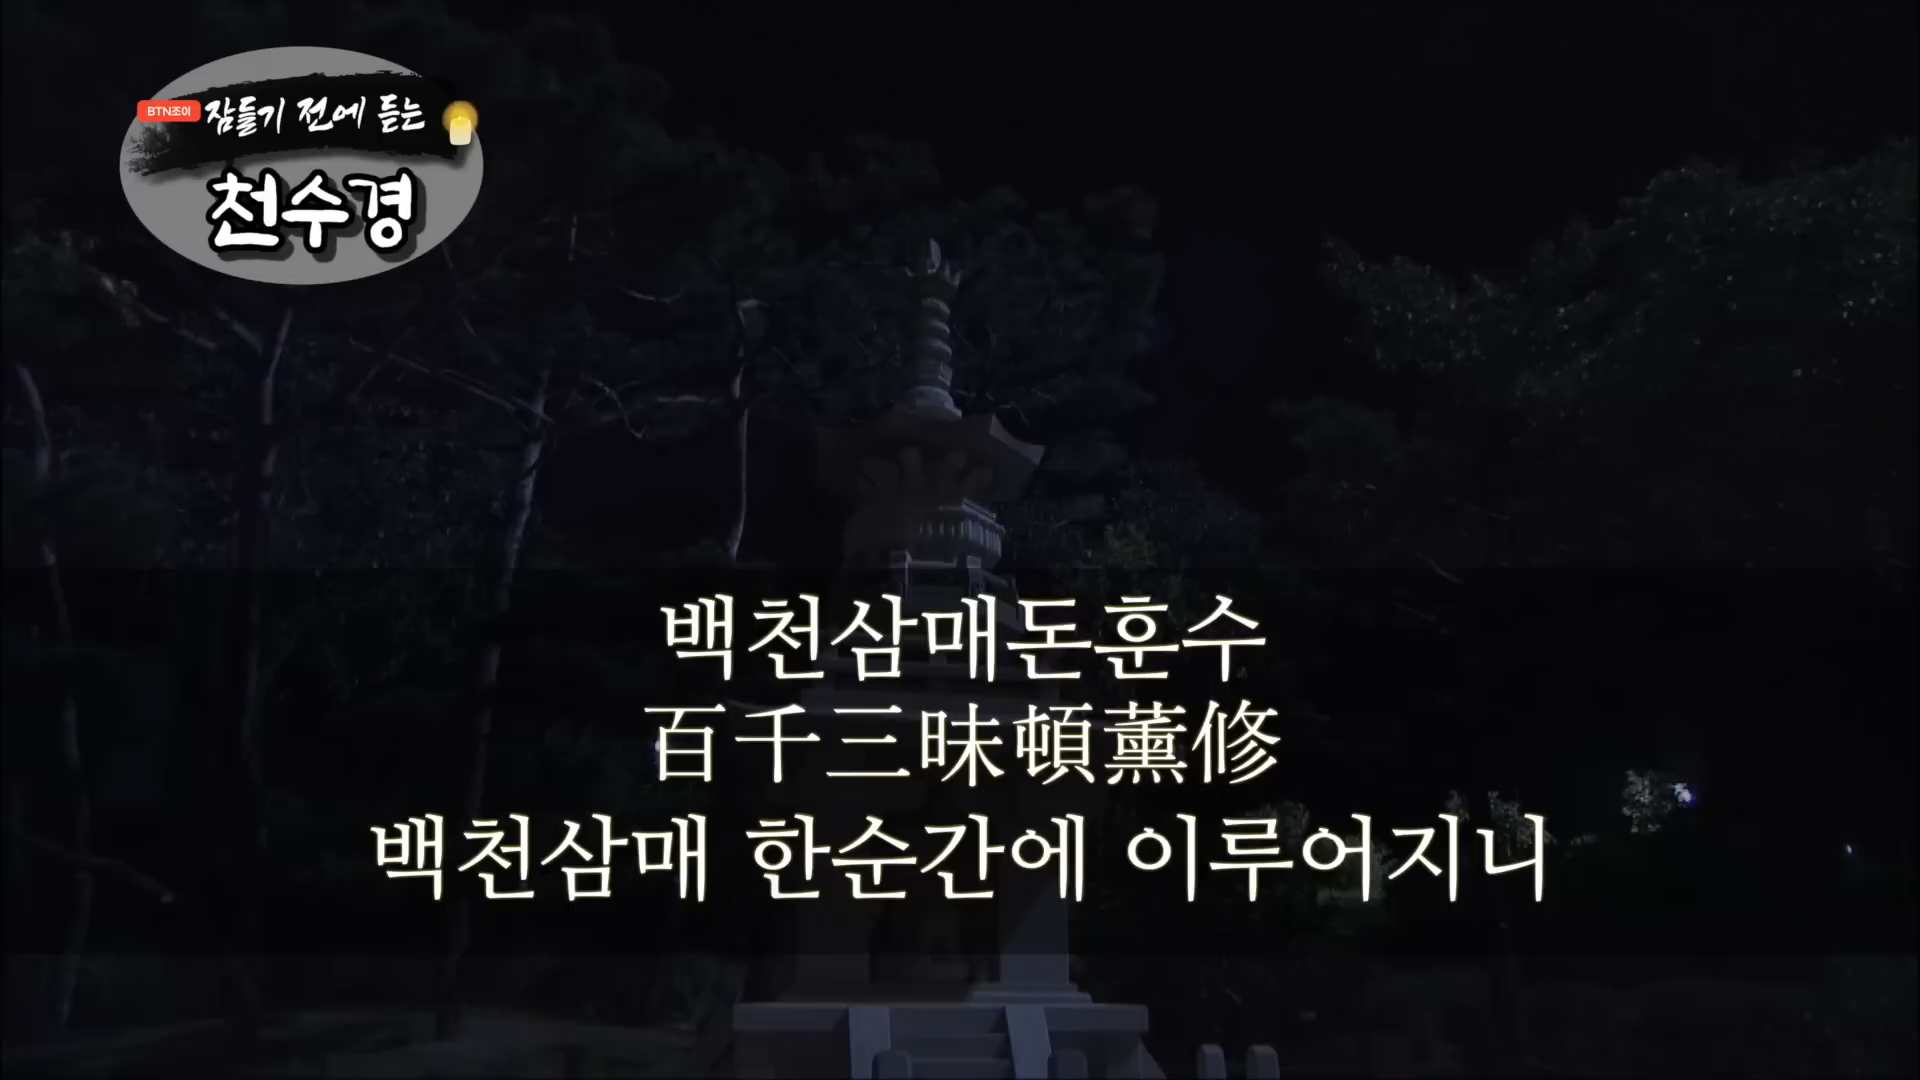 BTN조이
잠들기 전에 듣는
천수경
백천삼매돈훈수
百千三昧頓薰修
백천삼매 한순간에 이루어지니